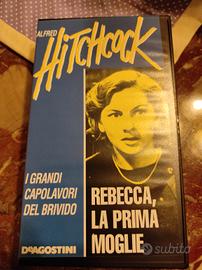 ALFRED
HITCHCOCK
I GRANDI
CAPOLAVORI
DEL BRIVIDO
REBECCA,
LA PRIMA
MOGLIE
DEAGOSTINI
subito